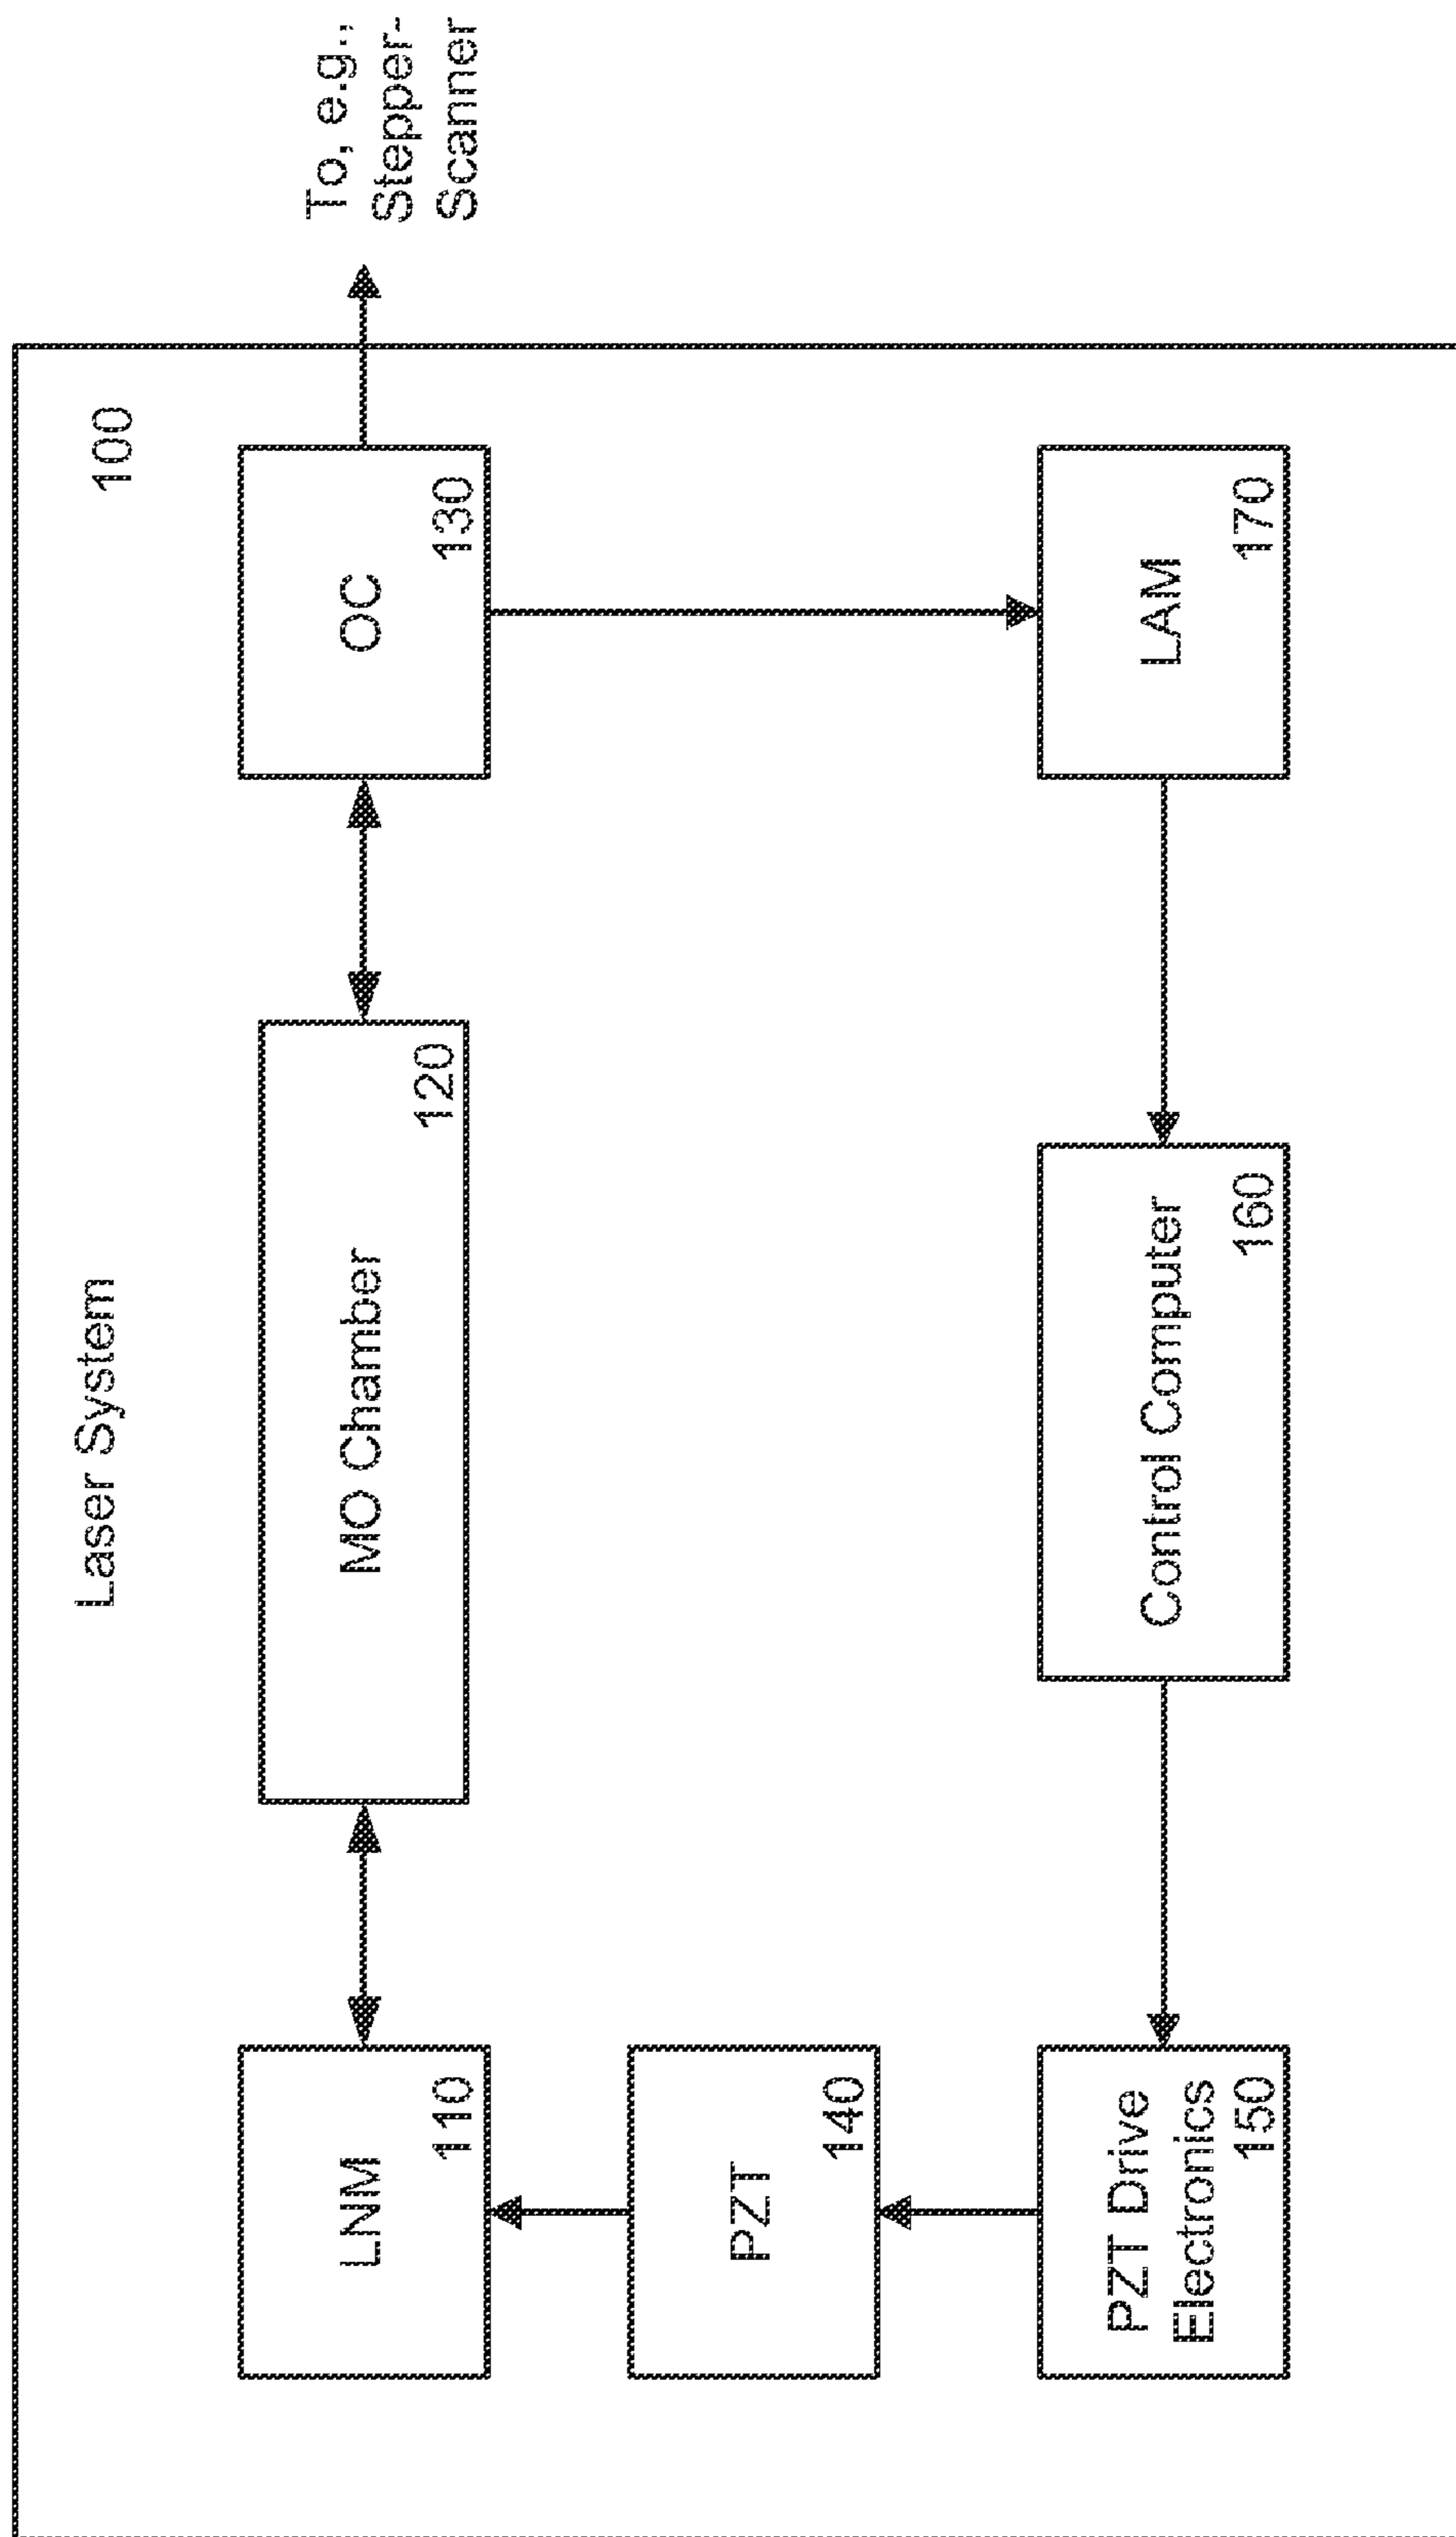 Laser System
100
To, e.g.,
Stepper-
Scanner
LNM
110
MO Chamber
120
OC
130
PZT
140
PZT Drive
Electronics
150
Control Computer
160
LAM
170